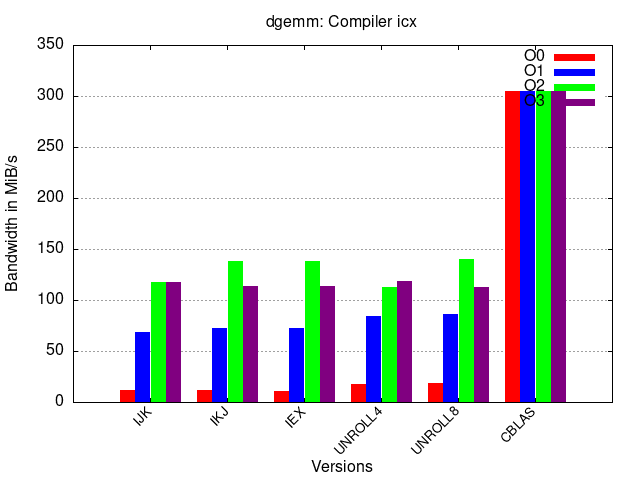 dgemm: Compiler icx
350
300
250
200
150
100
50
0
Bandwidth in MiB/s
O0
O1
O2
O3
IJK
IKJ
IEX
UNROLL4
UNROLL8
CBLAS
Versions